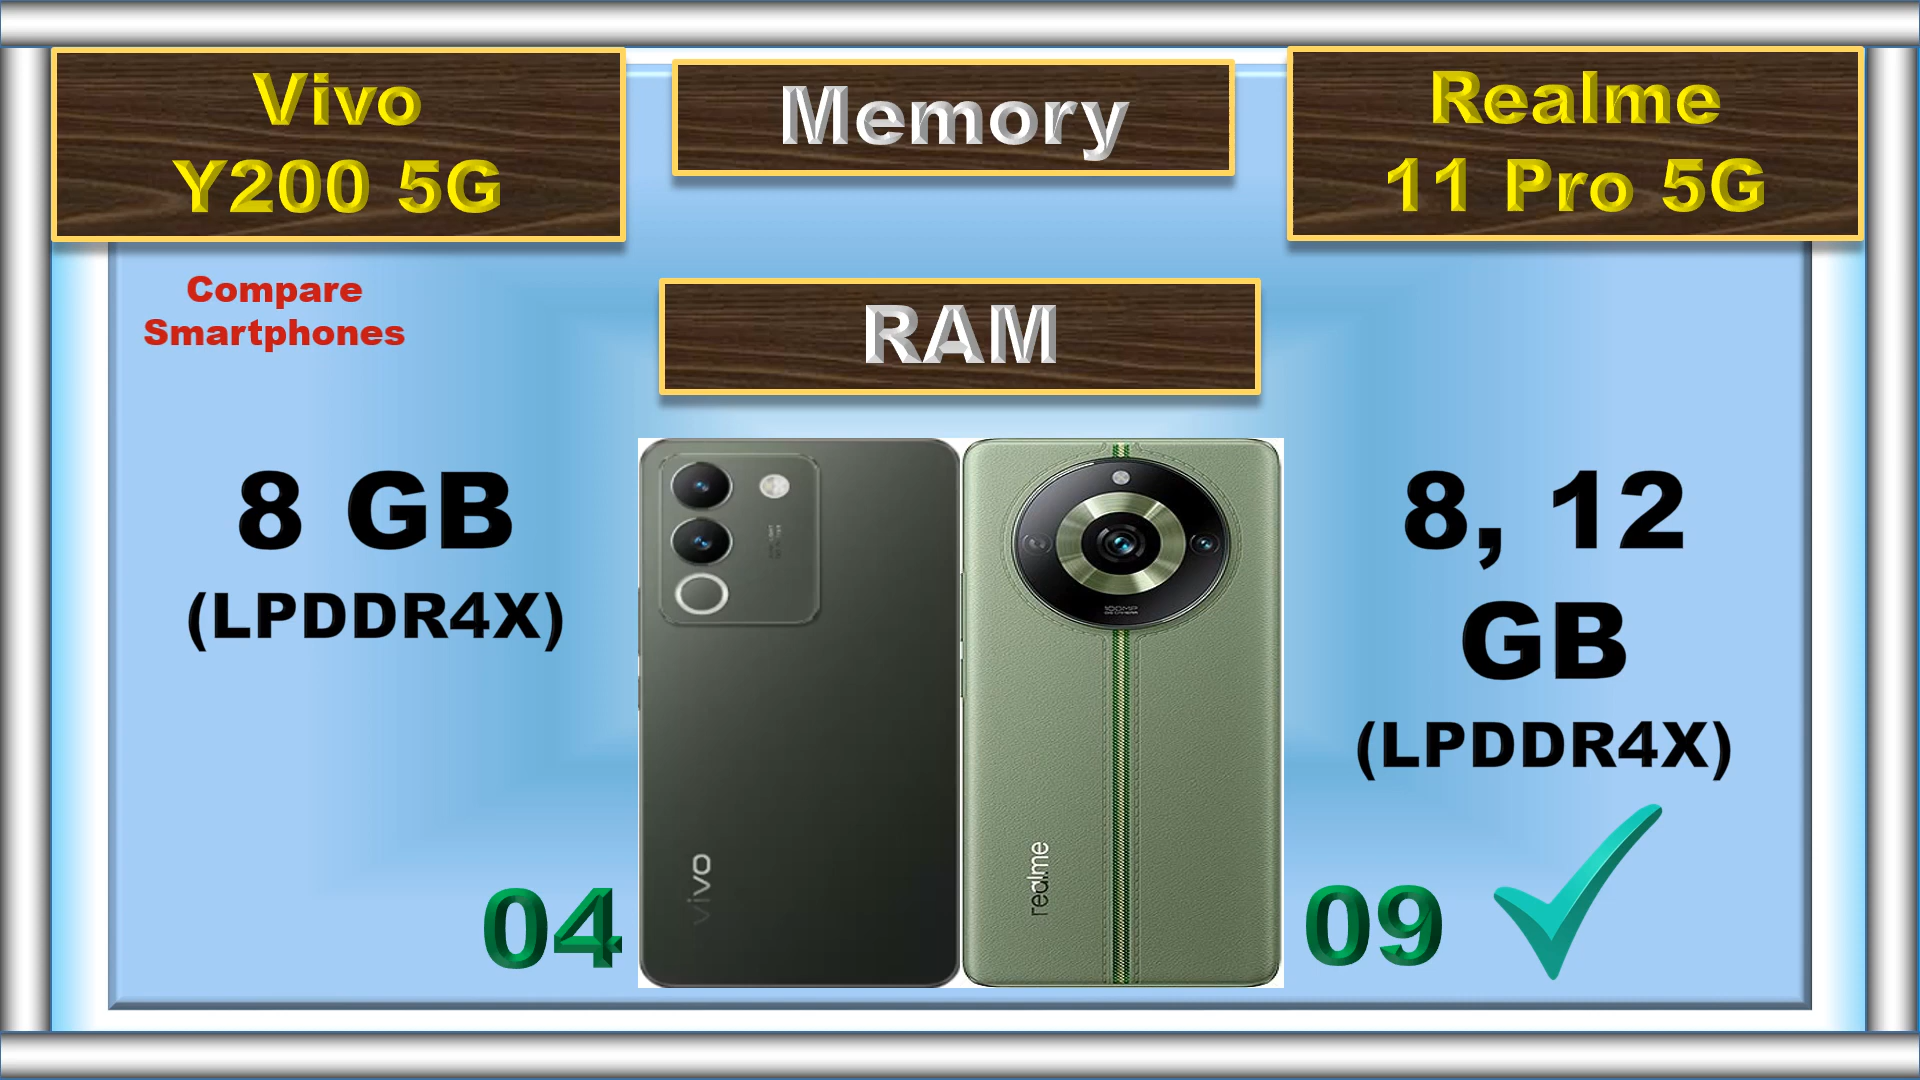 Vivo
Y200 5G
Memory
Realme
11 Pro 5G
Compare
Smartphones
RAM
8 GB
(LPDDR4X)
8, 12
GB
(LPDDR4X)
100MP
vivo
realme
04
09